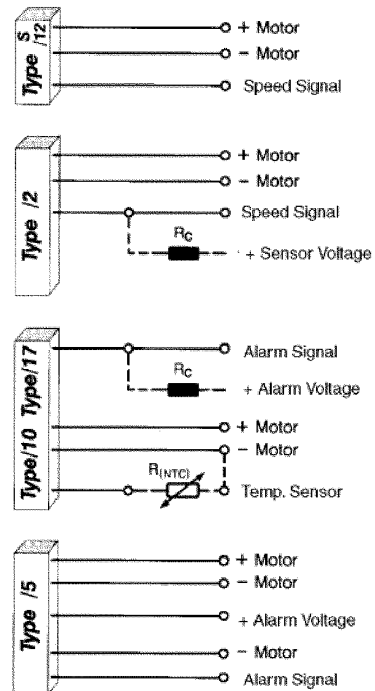 Type S/12
+ Motor
− Motor
Speed Signal
Type /2
+ Motor
− Motor
Speed Signal
RC
+ Sensor Voltage
Type/10 Type/17
Alarm Signal
RC
+ Alarm Voltage
+ Motor
− Motor
R(NTC)
Temp. Sensor
Type /5
+ Motor
− Motor
+ Alarm Voltage
− Motor
Alarm Signal